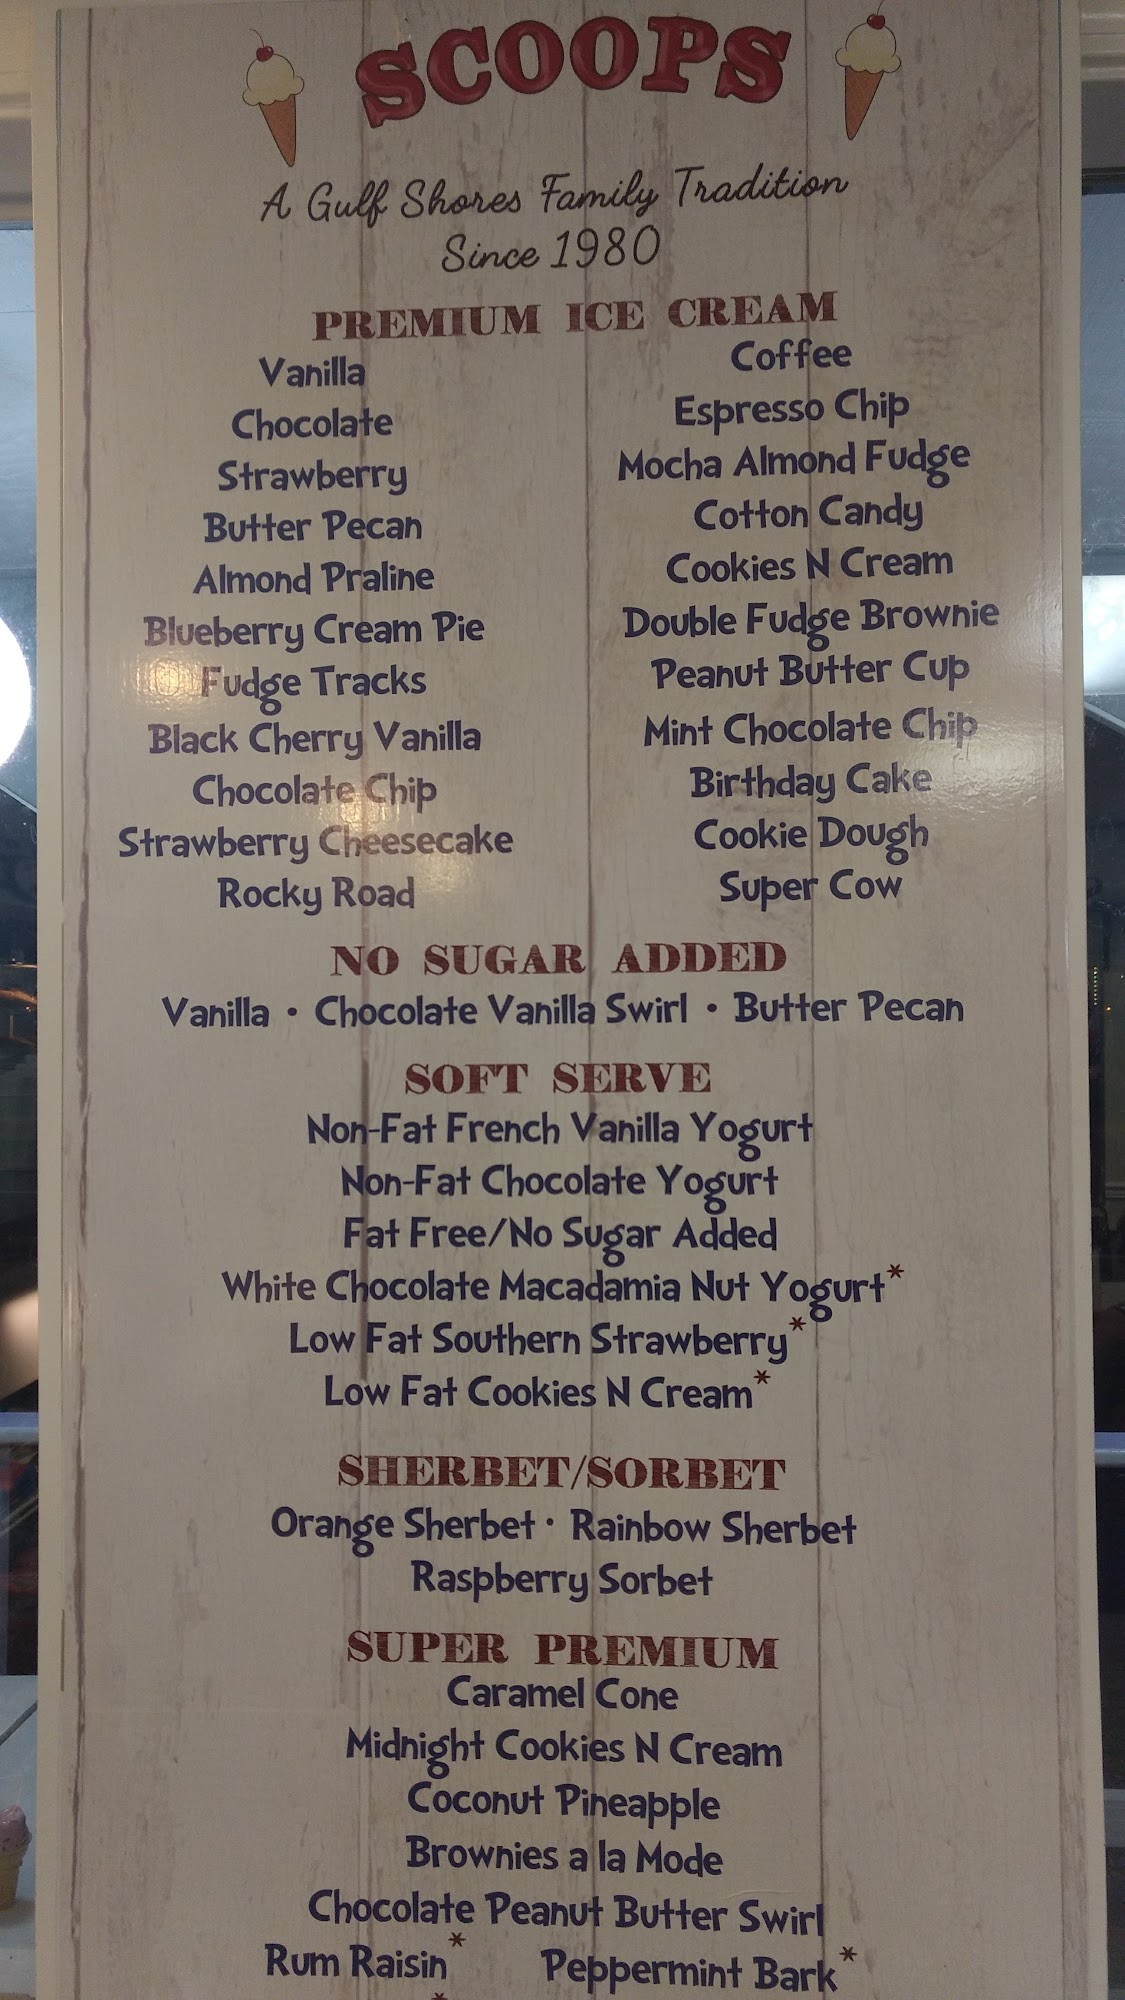 SCOOPS
A Gulf Shores Family Tradition
Since 1980
PREMIUM ICE CREAM
Vanilla
Chocolate
Strawberry
Butter Pecan
Almond Praline
Blueberry Cream Pie
Fudge Tracks
Black Cherry Vanilla
Chocolate Chip
Strawberry Cheesecake
Rocky Road
Coffee
Espresso Chip
Mocha Almond Fudge
Cotton Candy
Cookies N Cream
Double Fudge Brownie
Peanut Butter Cup
Mint Chocolate Chip
Birthday Cake
Cookie Dough
Super Cow
NO SUGAR ADDED
Vanilla • Chocolate Vanilla Swirl • Butter Pecan
SOFT SERVE
Non-Fat French Vanilla Yogurt
Non-Fat Chocolate Yogurt
Fat Free/No Sugar Added
White Chocolate Macadamia Nut Yogurt*
Low Fat Southern Strawberry*
Low Fat Cookies N Cream*
SHERBET/SORBET
Orange Sherbet • Rainbow Sherbet
Raspberry Sorbet
SUPER PREMIUM
Caramel Cone
Midnight Cookies N Cream
Coconut Pineapple
Brownies a la Mode
Chocolate Peanut Butter Swirl
Rum Raisin* Peppermint Bark*